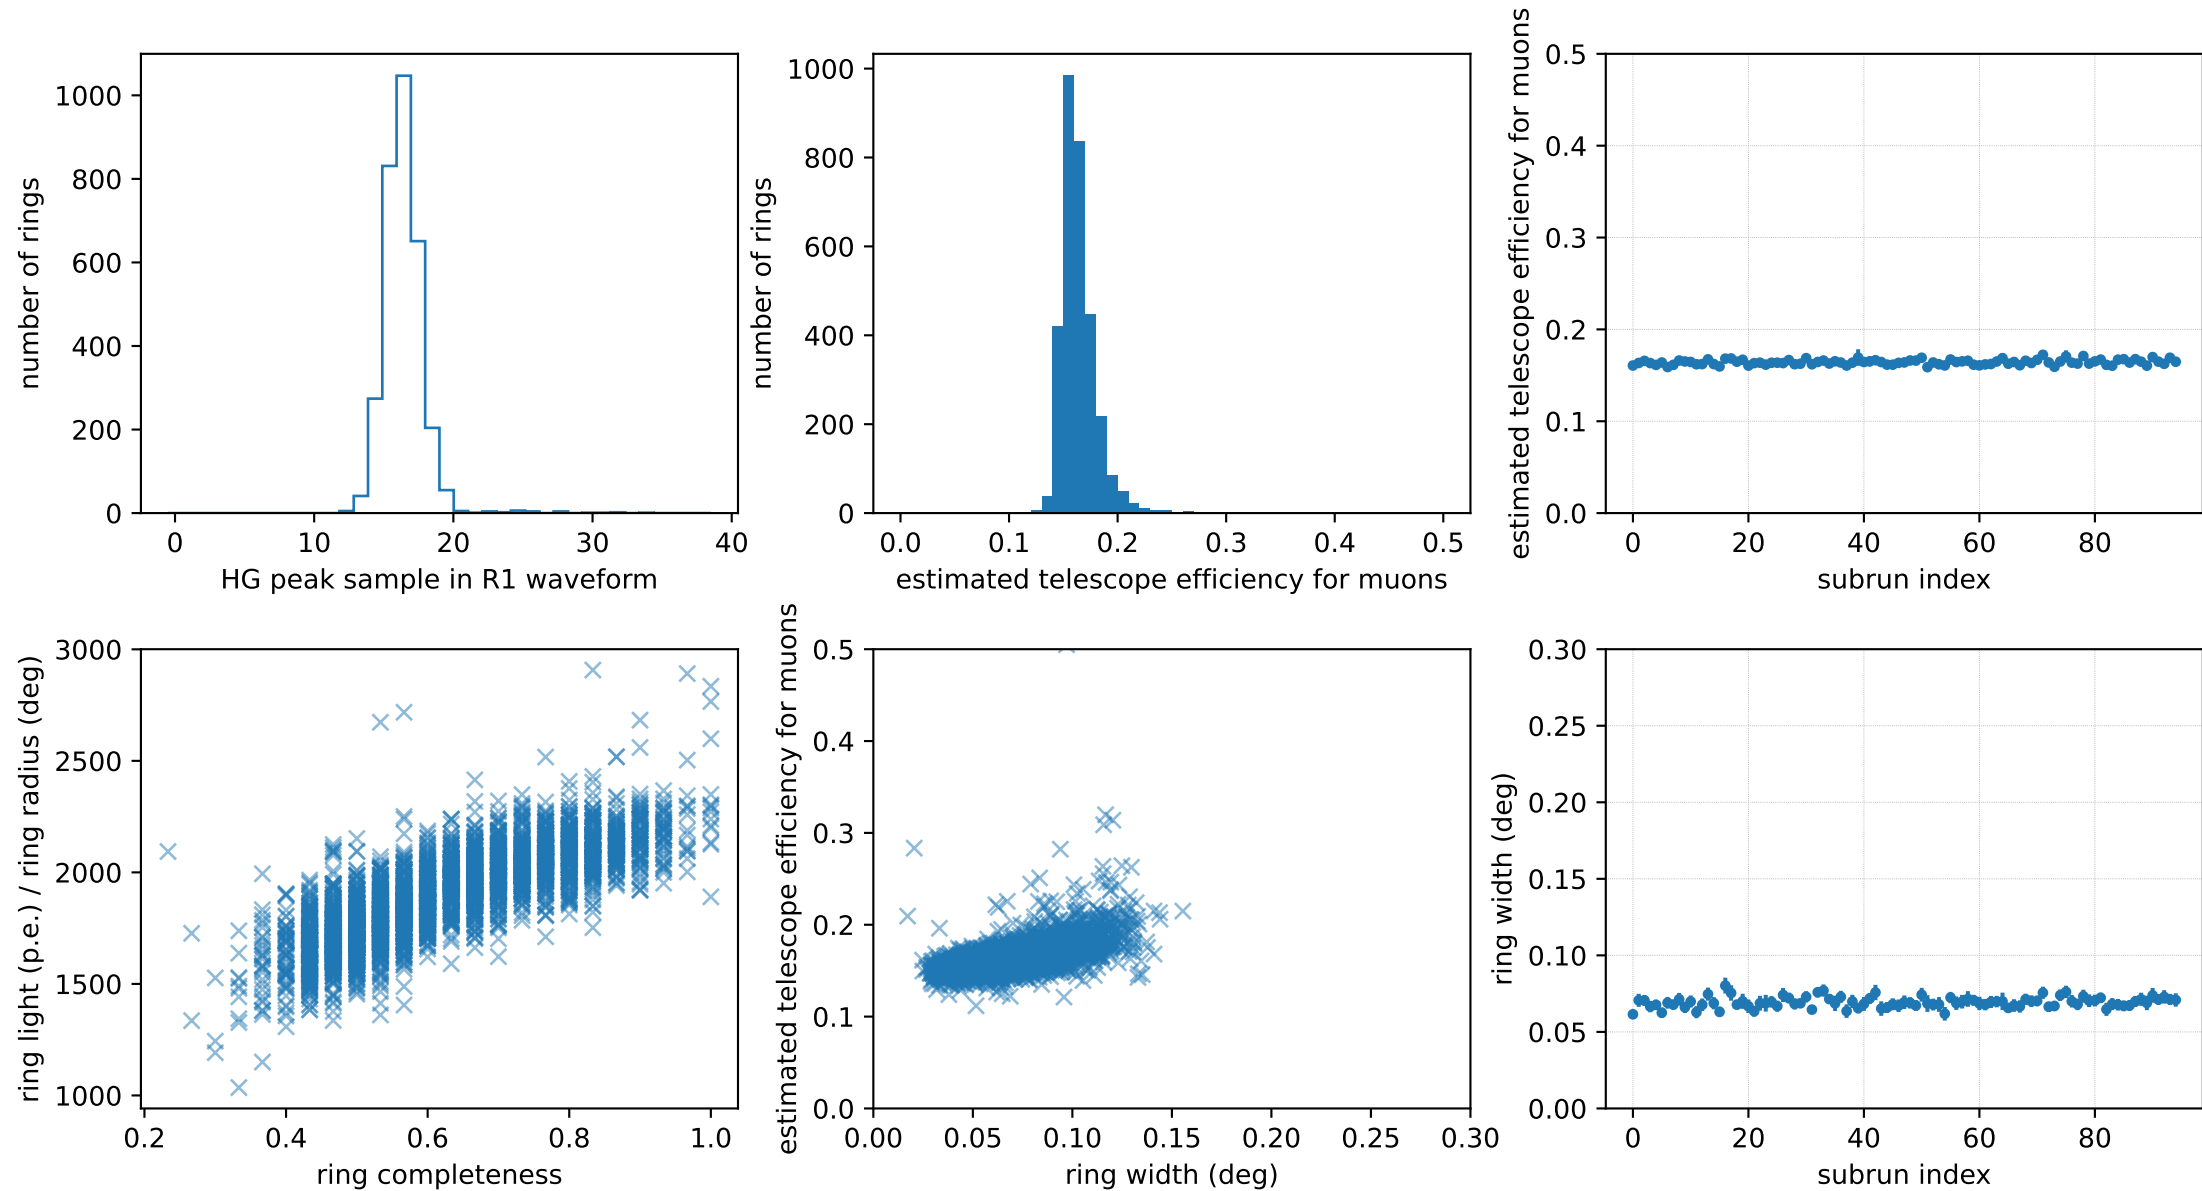 number of rings
1000
800
600
400
200
0
0 10 20 30 40
HG peak sample in R1 waveform
number of rings
1000
800
600
400
200
0
0.0 0.1 0.2 0.3 0.4 0.5
estimated telescope efficiency for muons
estimated telescope efficiency for muons
0.5
0.4
0.3
0.2
0.1
0.0
0 20 40 60 80
subrun index
ring light (p.e.) / ring radius (deg)
3000
2500
2000
1500
1000
0.2 0.4 0.6 0.8 1.0
ring completeness
estimated telescope efficiency for muons
0.5
0.4
0.3
0.2
0.1
0.0
0.00 0.05 0.10 0.15 0.20 0.25 0.30
ring width (deg)
ring width (deg)
0.30
0.25
0.20
0.15
0.10
0.05
0.00
0 20 40 60 80
subrun index